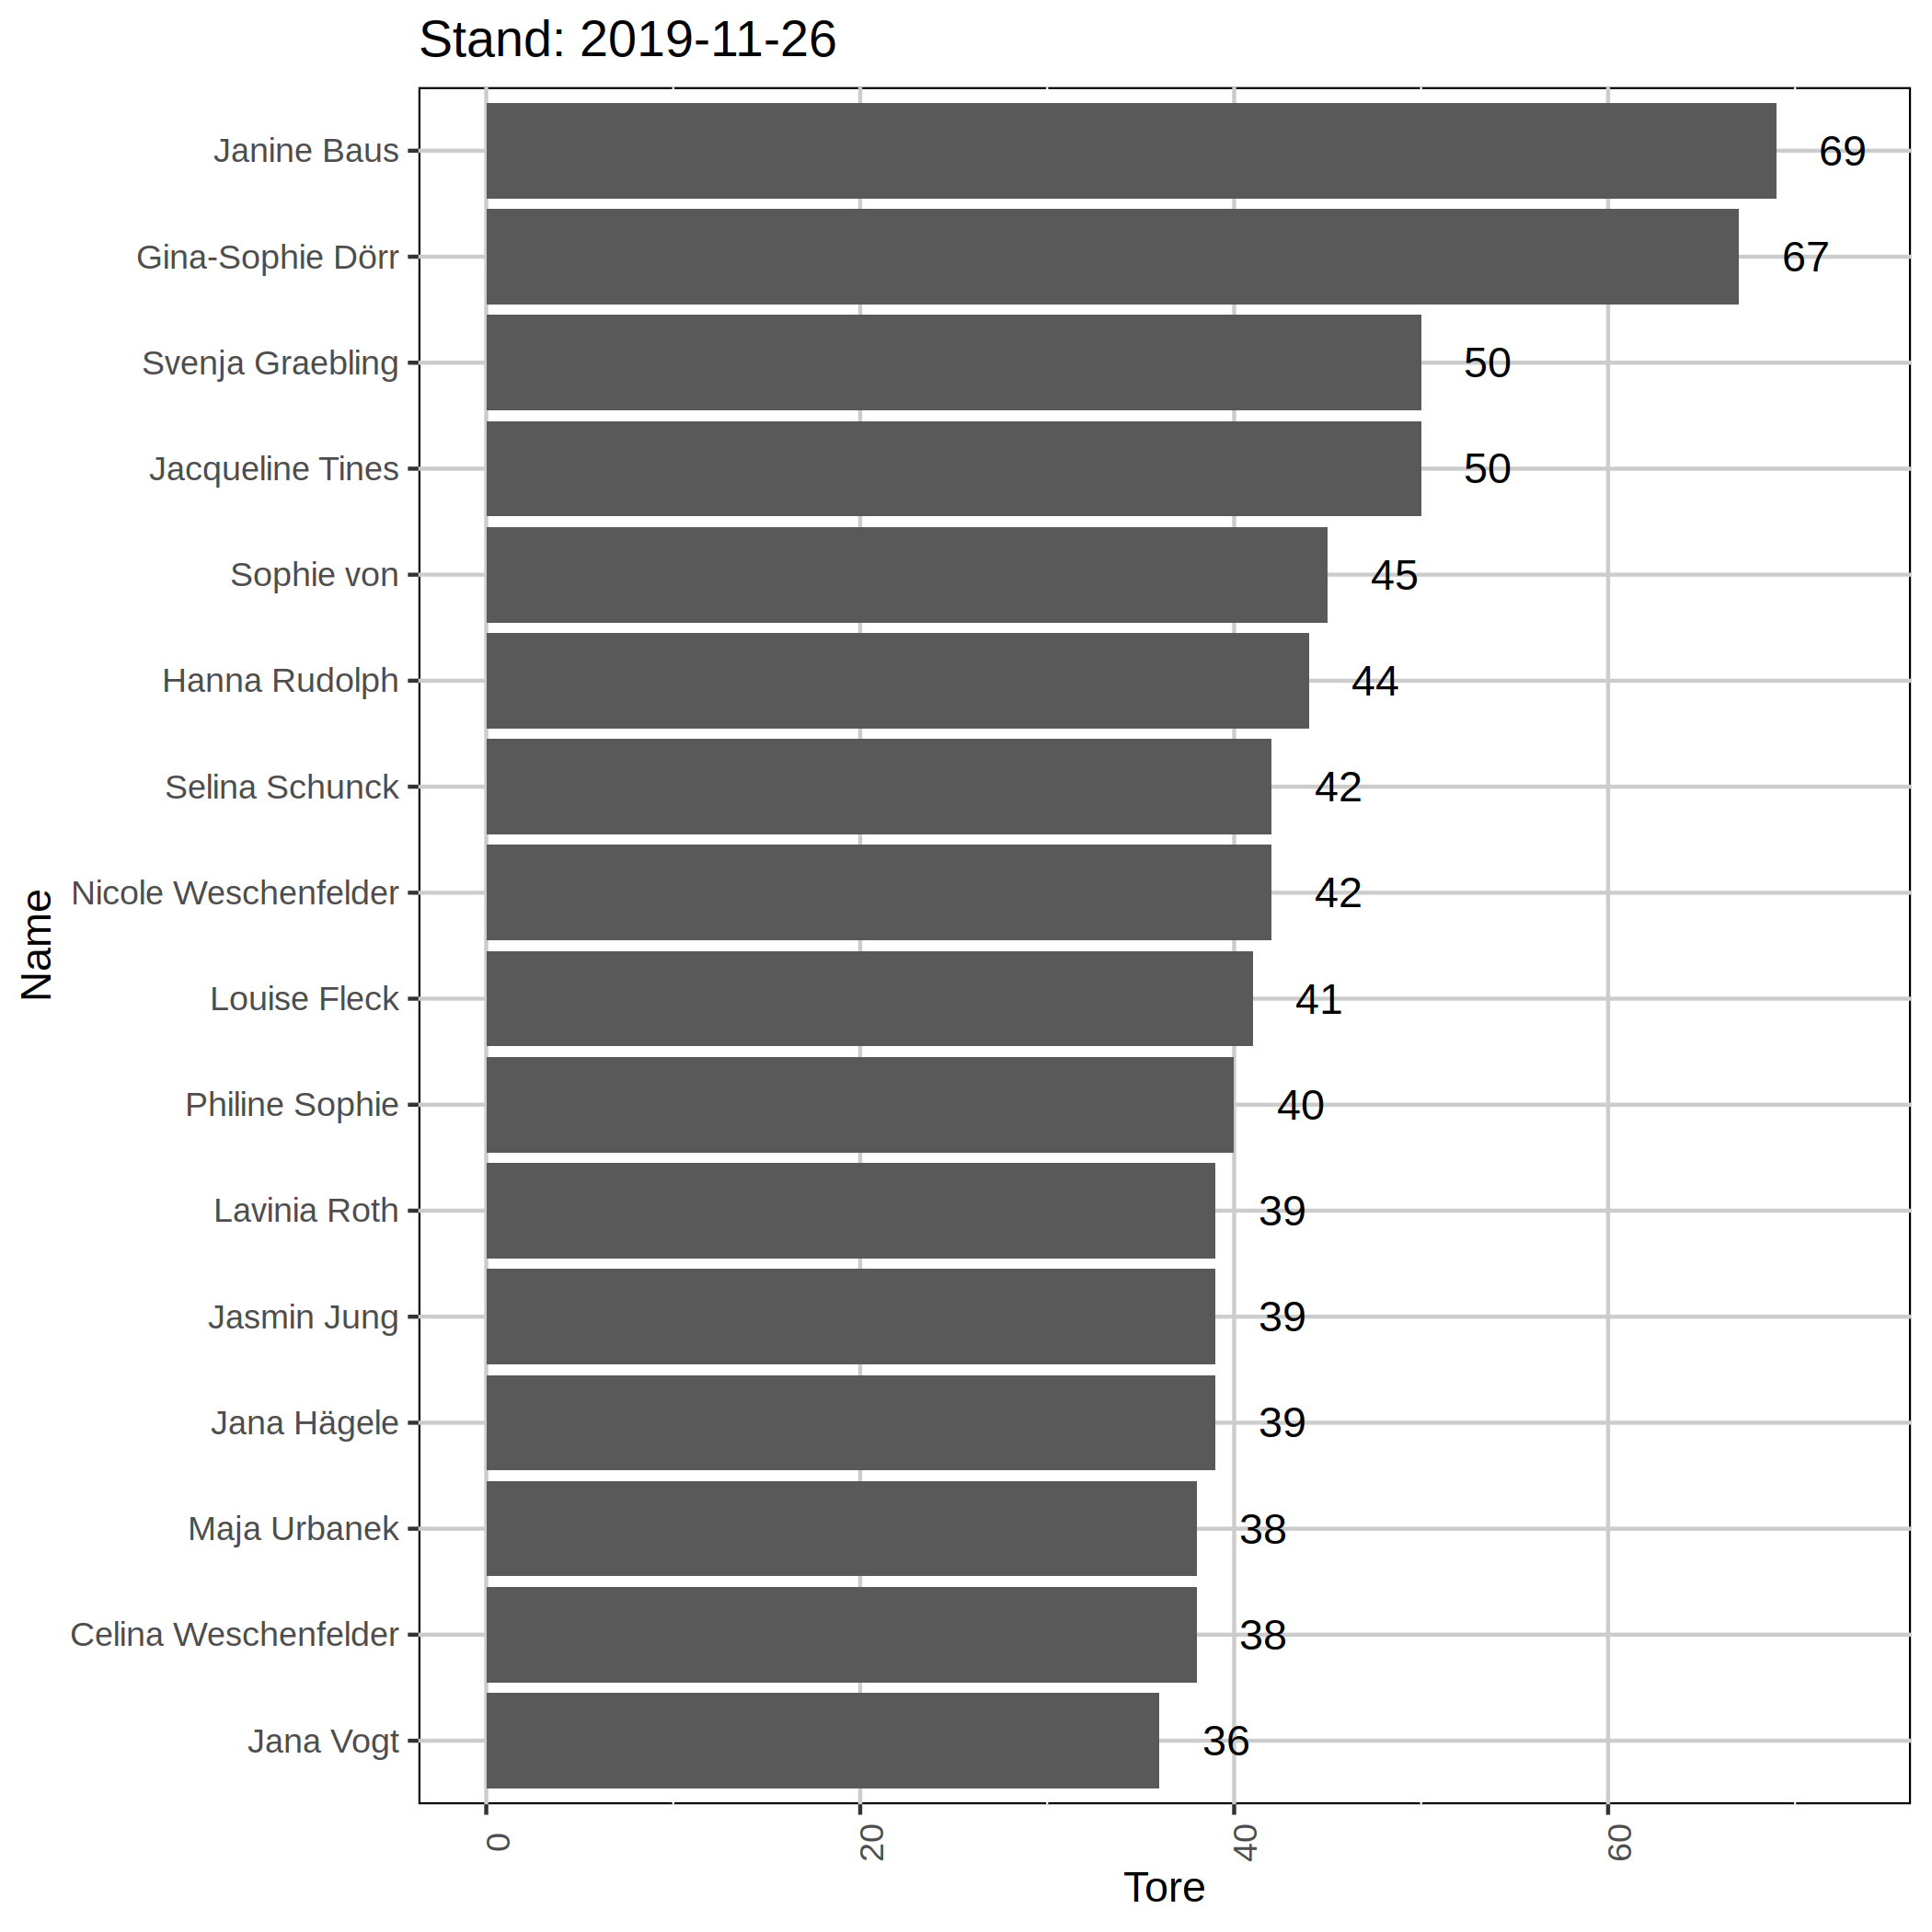 Stand: 2019-11-26
Janine Baus 69
Gina-Sophie Dörr 67
Svenja Graebling 50
Jacqueline Tines 50
Sophie von 45
Hanna Rudolph 44
Selina Schunck 42
Nicole Weschenfelder 42
Louise Fleck 41
Philine Sophie 40
Lavinia Roth 39
Jasmin Jung 39
Jana Hägele 39
Maja Urbanek 38
Celina Weschenfelder 38
Jana Vogt 36
Name
0 20 40 60
Tore